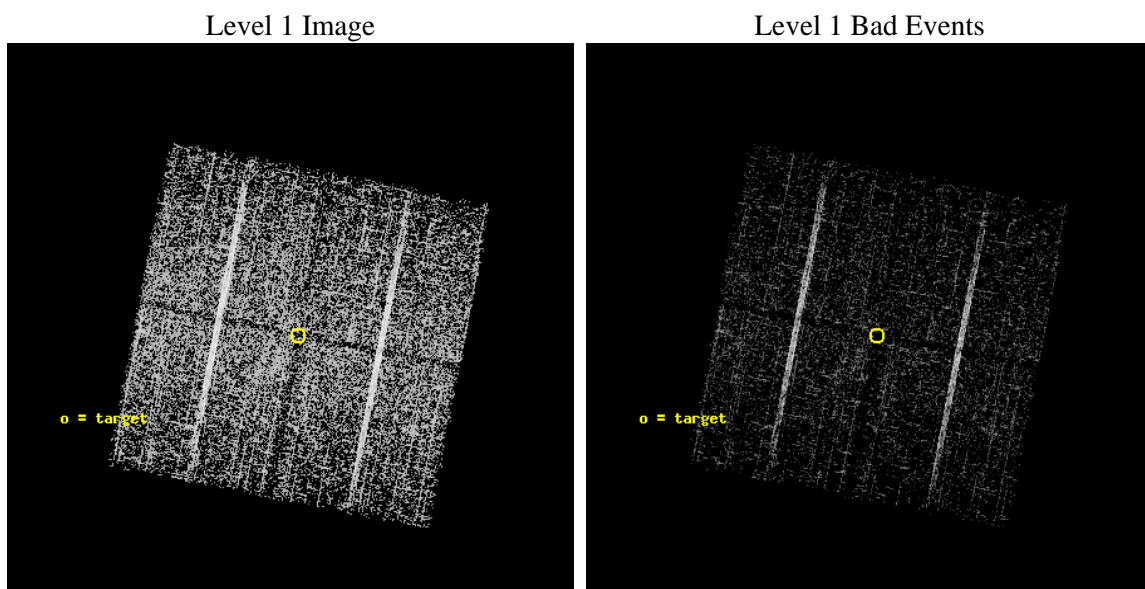 Level 1 Image
Level 1 Bad Events
o = target
o = target